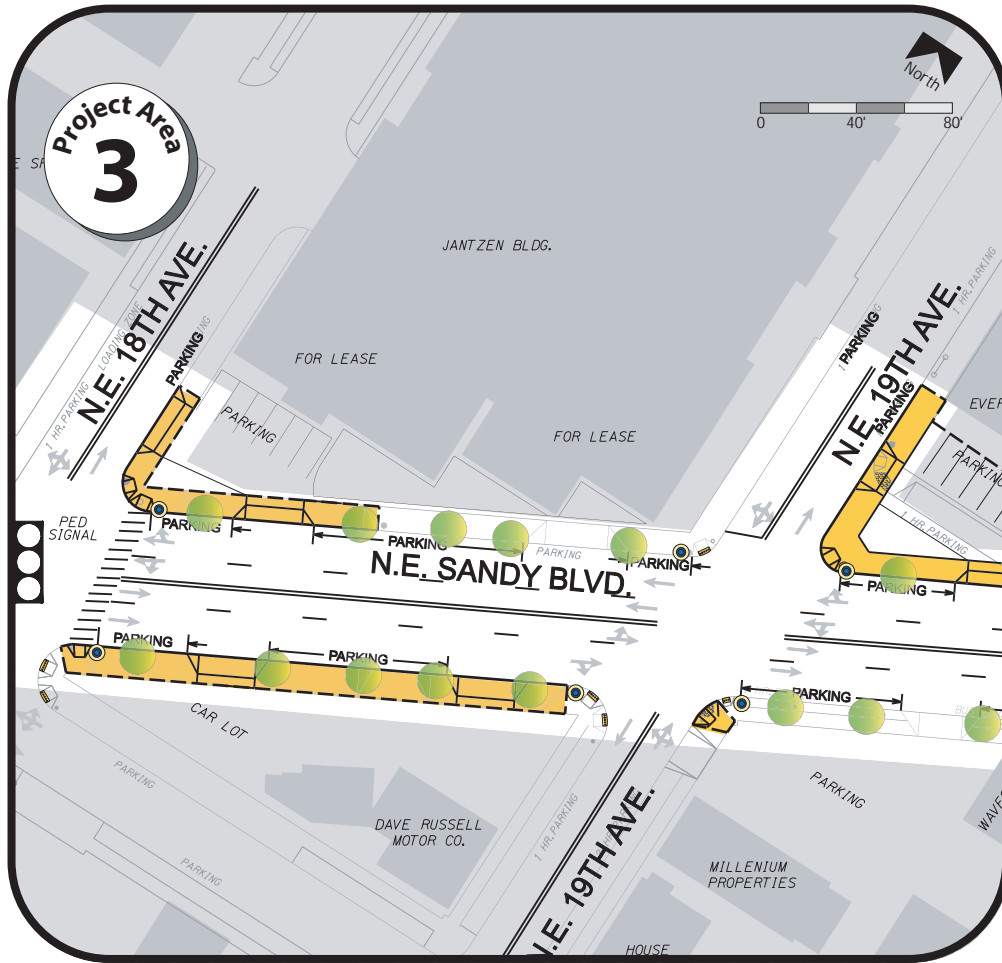 Project Area
3
North
0 40' 80'
JANTZEN BLDG.
N.E. 18TH AVE.
LOADING ZONE
1 HR. PARKING
PARKING
FOR LEASE
PARKING
FOR LEASE
1 HR. PARKING
PARKING
N.E. 19TH AVE.
PARKING
PARKING
1 HR. PARKING
PED
SIGNAL
PARKING
PARKING
PARKING
PARKING
N.E. SANDY BLVD.
PARKING
PARKING
PARKING
PARKING
CAR LOT
PARKING
PARKING
DAVE RUSSELL
MOTOR CO.
1 HR. PARKING
N.E. 19TH AVE.
PARKING
MILLENIUM
PROPERTIES
HOUSE